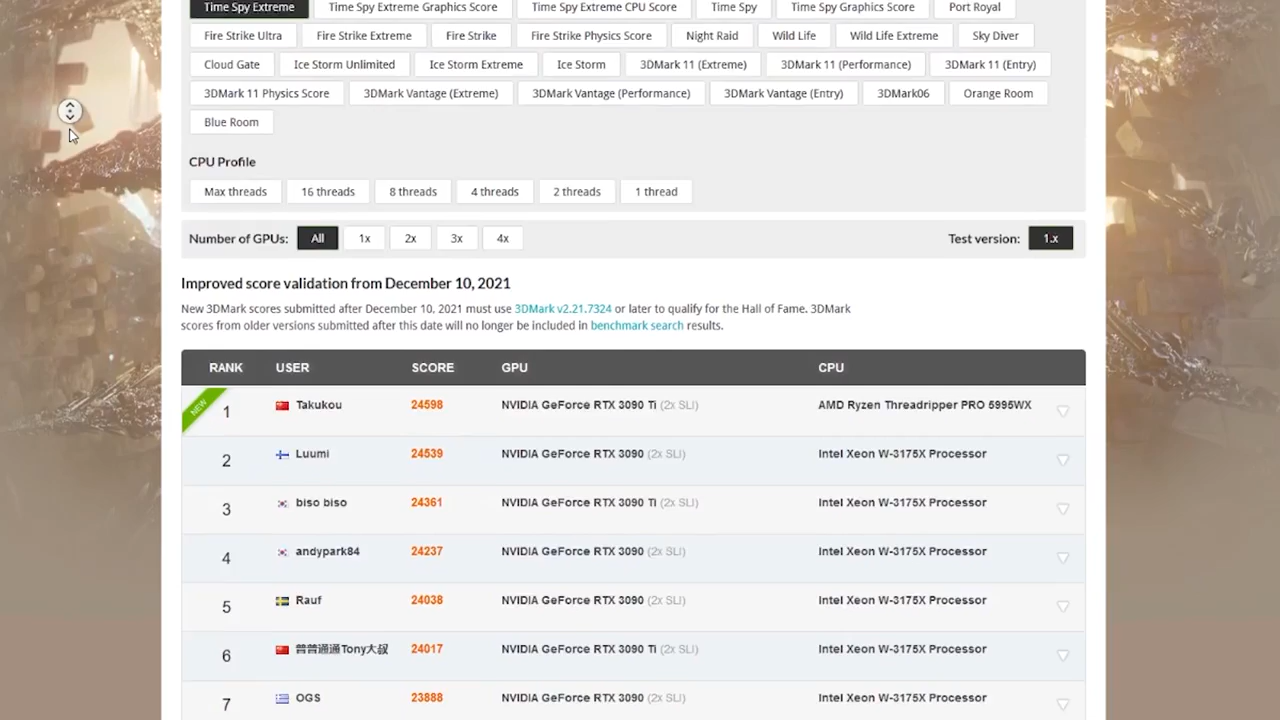 Time Spy Extreme Time Spy Extreme Graphics Score Time Spy Extreme CPU Score Time Spy Time Spy Graphics Score Port Royal
Fire Strike Ultra Fire Strike Extreme Fire Strike Fire Strike Physics Score Night Raid Wild Life Wild Life Extreme Sky Diver
Cloud Gate Ice Storm Unlimited Ice Storm Extreme Ice Storm 3DMark 11 (Extreme) 3DMark 11 (Performance) 3DMark 11 (Entry)
3DMark 11 Physics Score 3DMark Vantage (Extreme) 3DMark Vantage (Performance) 3DMark Vantage (Entry) 3DMark06 Orange Room
Blue Room
CPU Profile
Max threads 16 threads 8 threads 4 threads 2 threads 1 thread
Number of GPUs: All 1x 2x 3x 4x Test version: 1.x
Improved score validation from December 10, 2021
New 3DMark scores submitted after December 10, 2021 must use 3DMark v2.21.7324 or later to qualify for the Hall of Fame. 3DMark
scores from older versions submitted after this date will no longer be included in benchmark search results.
RANK USER SCORE GPU CPU
NEW 1 Takukou 24598 NVIDIA GeForce RTX 3090 Ti (2x SLI) AMD Ryzen Threadripper PRO 5995WX
2 Luumi 24539 NVIDIA GeForce RTX 3090 (2x SLI) Intel Xeon W-3175X Processor
3 biso biso 24361 NVIDIA GeForce RTX 3090 Ti (2x SLI) Intel Xeon W-3175X Processor
4 andypark84 24237 NVIDIA GeForce RTX 3090 (2x SLI) Intel Xeon W-3175X Processor
5 Rauf 24038 NVIDIA GeForce RTX 3090 (2x SLI) Intel Xeon W-3175X Processor
6 普普通通Tony大叔 24017 NVIDIA GeForce RTX 3090 Ti (2x SLI) Intel Xeon W-3175X Processor
7 OGS 23888 NVIDIA GeForce RTX 3090 (2x SLI) Intel Xeon W-3175X Processor